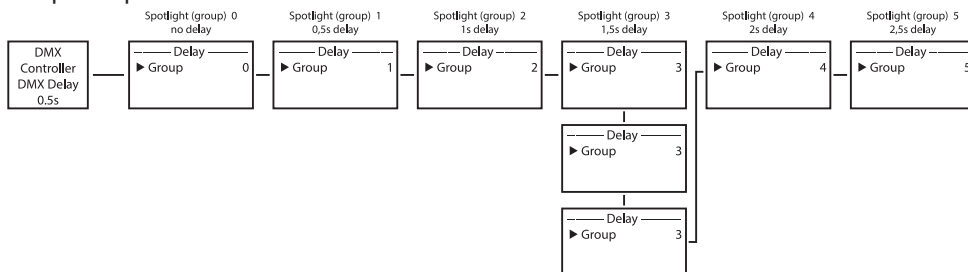 Spotlight (group) 0
no delay
Spotlight (group) 1
0,5s delay
Spotlight (group) 2
1s delay
Spotlight (group) 3
1,5s delay
Spotlight (group) 4
2s delay
Spotlight (group) 5
2,5s delay
DMX
Controller
DMX Delay
0.5s
Delay
▶ Group 0
Delay
▶ Group 1
Delay
▶ Group 2
Delay
▶ Group 3
Delay
▶ Group 4
Delay
▶ Group 5
Delay
▶ Group 3
Delay
▶ Group 3